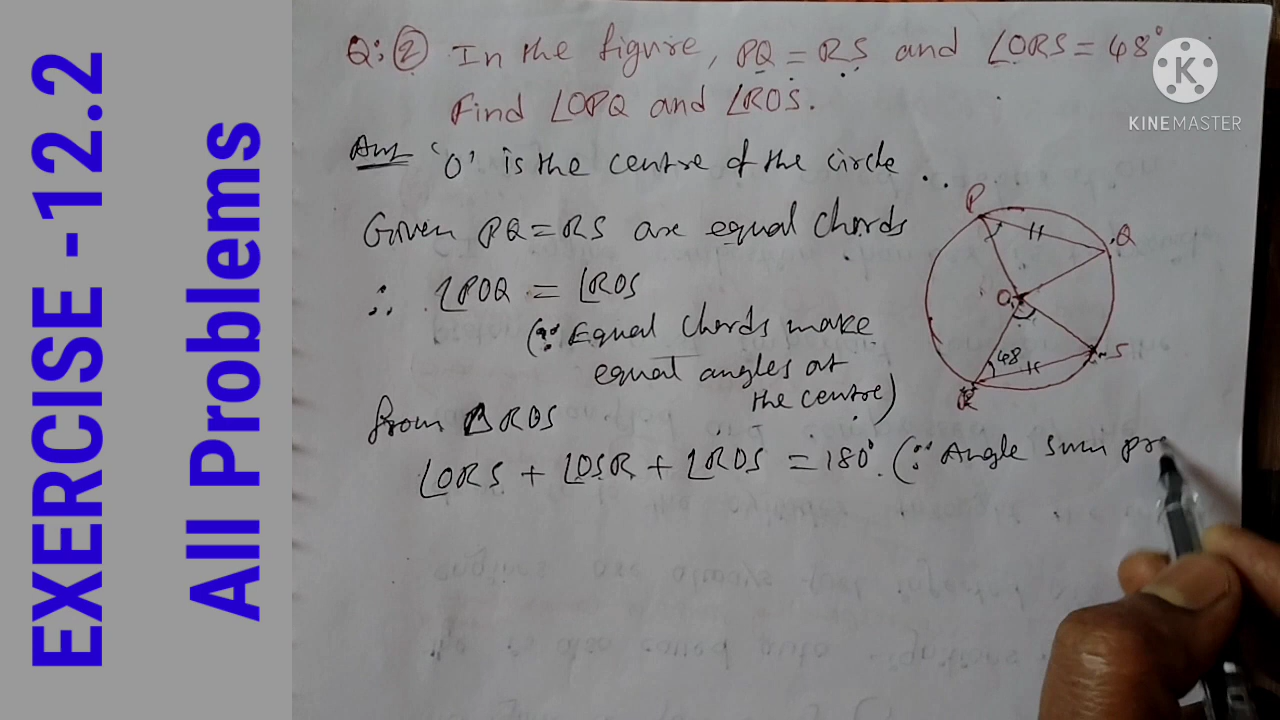 EXERCISE -12.2
All Problems
Q: ② In the figure, PQ = RS and ∠ORS = 48°
Find ∠OPQ and ∠ROS.
KINEMASTER
Ans 'O' is the centre of the circle
Given PQ = RS are equal chords
∴ ∠POQ = ∠ROS
(∵ Equal chords make
equal angles at
the centre)
from △ROS
∠ORS + ∠OSR + ∠ROS = 180° (∵ Angle sum pro
P
Q
O
48
S
R